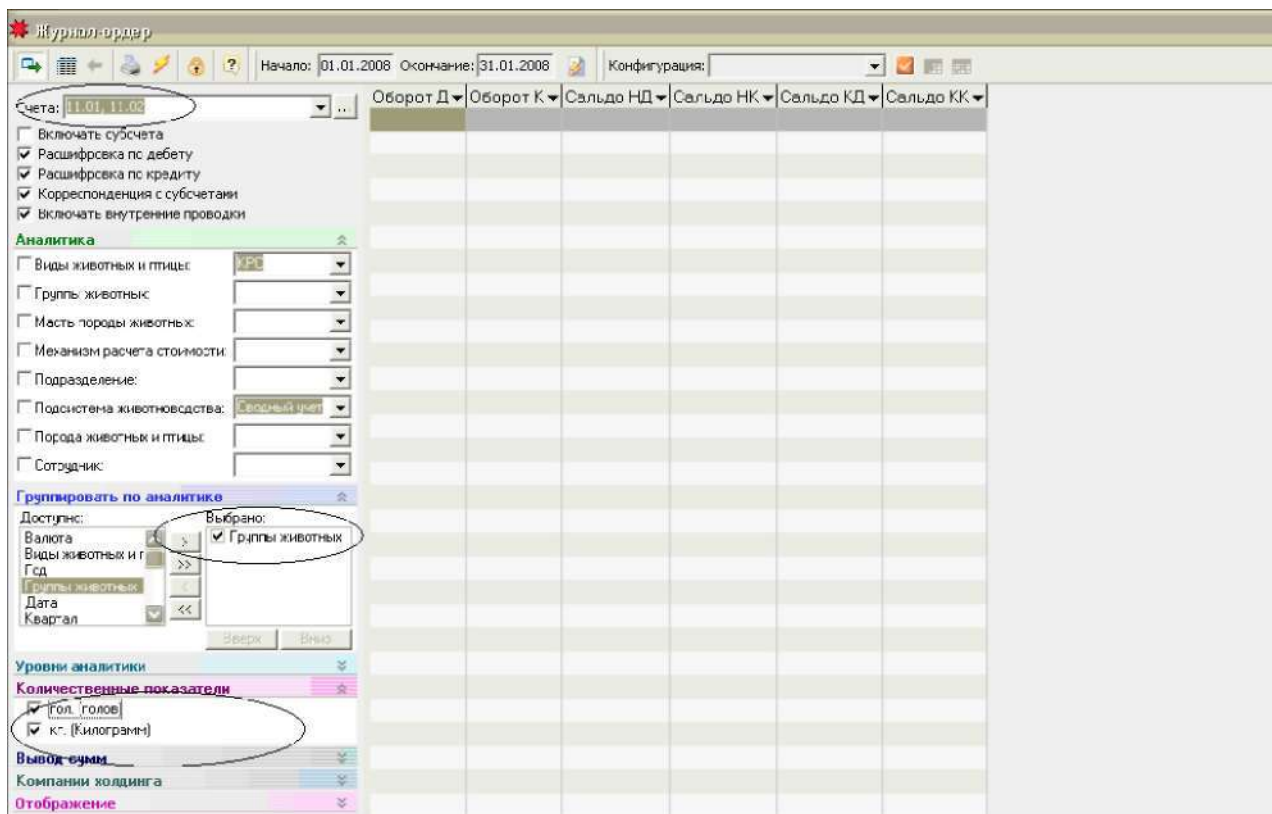 Журнал-ордер
Начало: 01.01.2008 Окончание: 31.01.2008 Конфигурация:
Счета: 11.01, 11.02 ...
Включать субсчета
Расшифровка по дебету
Расшифровка по кредиту
Корреспонденция с субсчетами
Включать внутренние проводки
Аналитика
Виды животных и птицы: КРС
Группы животных:
Масть породы животных:
Механизм расчета стоимости:
Подразделение:
Подсистема животноводства: Сводный учет
Порода животных и птицы:
Сотрудник:
Группировать по аналитике
Доступно:
Валюта
Виды животных и г
Год
Группы животных
Дата
Квартал
>
>>
<
<<
Выбрано:
Группы животных
Вверх Вниз
Уровни аналитики
Количественные показатели
гол. (голов)
кг. (Килограмм)
Вывод сумм
Компании холдинга
Отображение
Оборот Д Оборот К Сальдо НД Сальдо НК Сальдо КД Сальдо КК